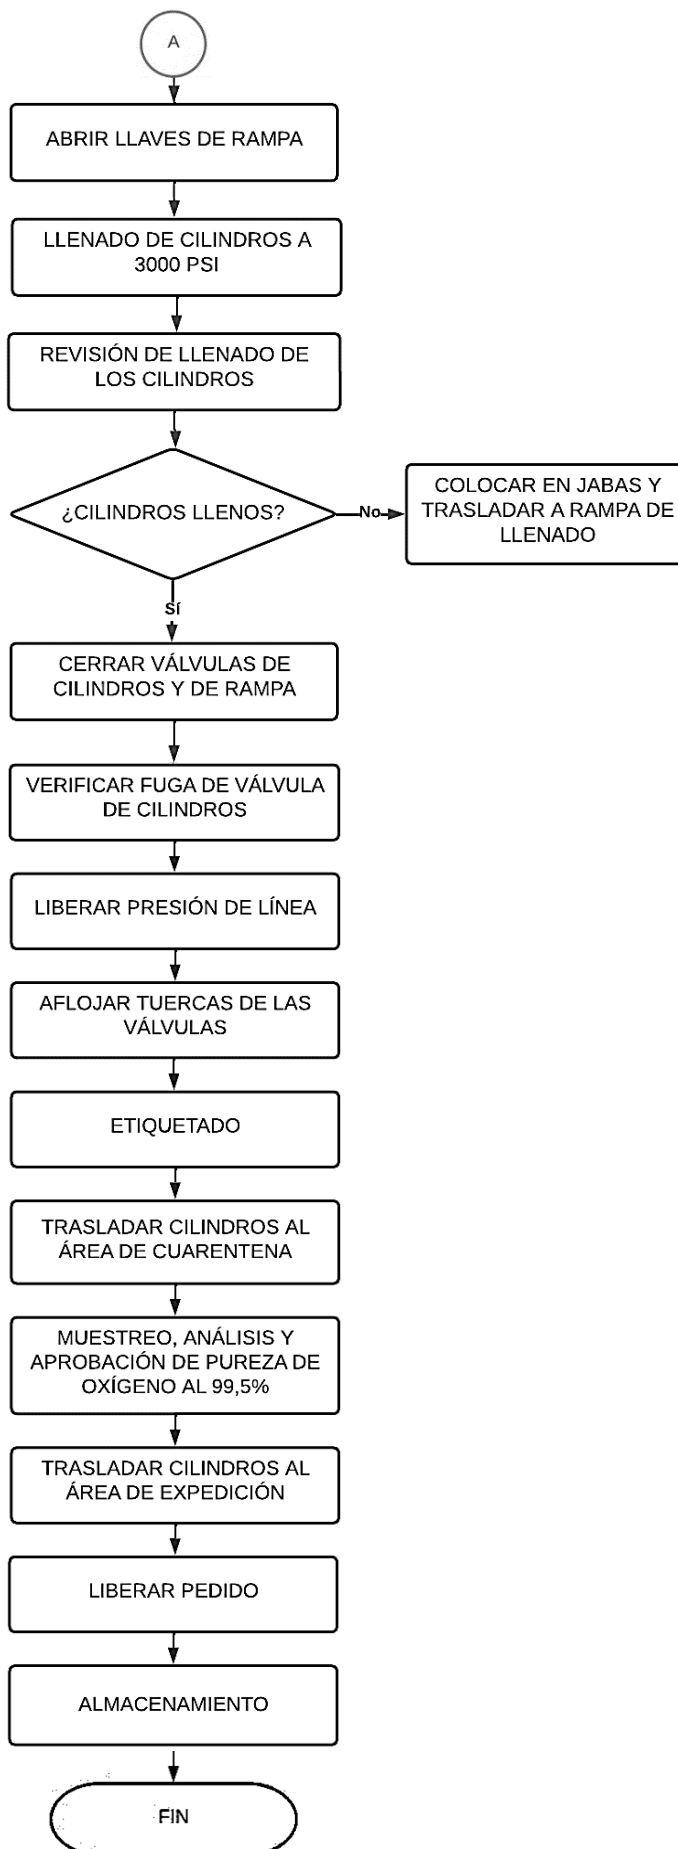 A
ABRIR LLAVES DE RAMPA
LLENADO DE CILINDROS A
3000 PSI
REVISIÓN DE LLENADO DE
LOS CILINDROS
¿CILINDROS LLENOS?
No
COLOCAR EN JABAS Y
TRASLADAR A RAMPA DE
LLENADO
Sí
CERRAR VÁLVULAS DE
CILINDROS Y DE RAMPA
VERIFICAR FUGA DE VÁLVULA
DE CILINDROS
LIBERAR PRESIÓN DE LÍNEA
AFLOJAR TUERCAS DE LAS
VÁLVULAS
ETIQUETADO
TRASLADAR CILINDROS AL
ÁREA DE CUARENTENA
MUESTREO, ANÁLISIS Y
APROBACIÓN DE PUREZA DE
OXÍGENO AL 99,5%
TRASLADAR CILINDROS AL
ÁREA DE EXPEDICIÓN
LIBERAR PEDIDO
ALMACENAMIENTO
FIN